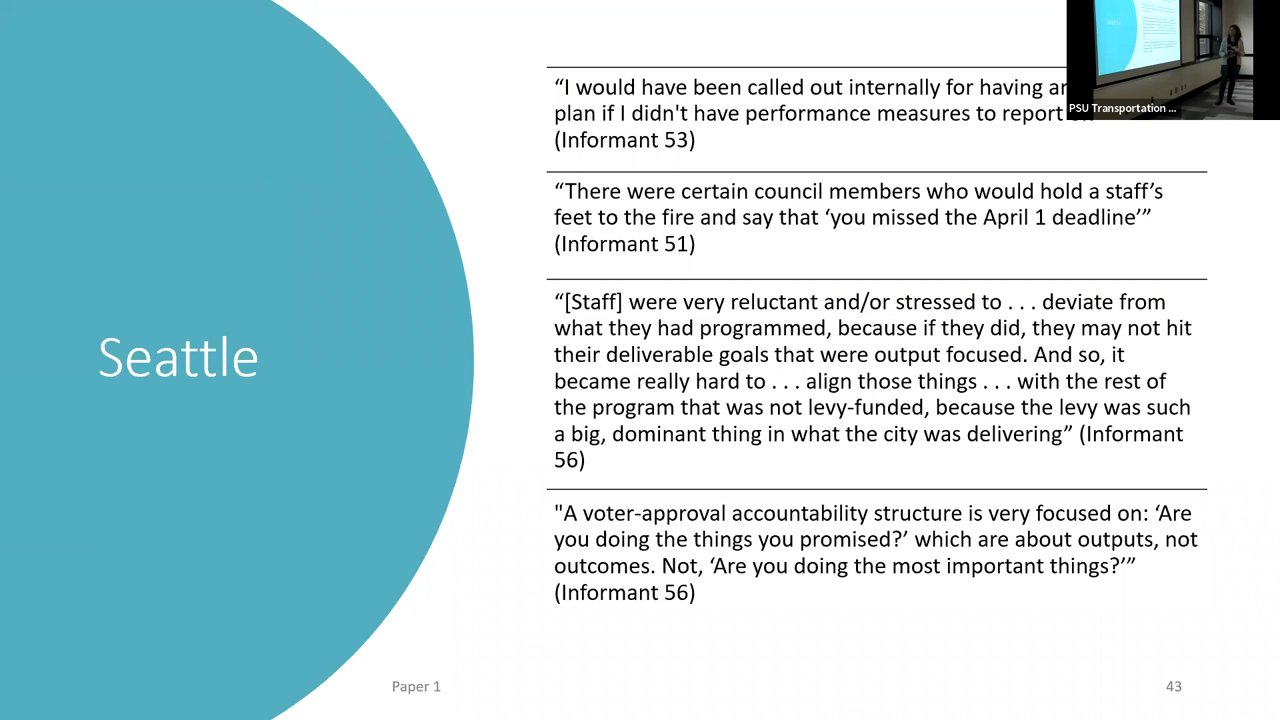 “I would have been called out internally for having
plan if I didn't have performance measures to report
(Informant 53)
PSU Transportation ...
“There were certain council members who would hold a staff’s
feet to the fire and say that ‘you missed the April 1 deadline’”
(Informant 51)
“[Staff] were very reluctant and/or stressed to . . . deviate from
what they had programmed, because if they did, they may not hit
their deliverable goals that were output focused. And so, it
became really hard to . . . align those things . . . with the rest of
the program that was not levy-funded, because the levy was such
a big, dominant thing in what the city was delivering” (Informant
56)
"A voter-approval accountability structure is very focused on: ‘Are
you doing the things you promised?’ which are about outputs, not
outcomes. Not, ‘Are you doing the most important things?’”
(Informant 56)
Seattle
Paper 1
43